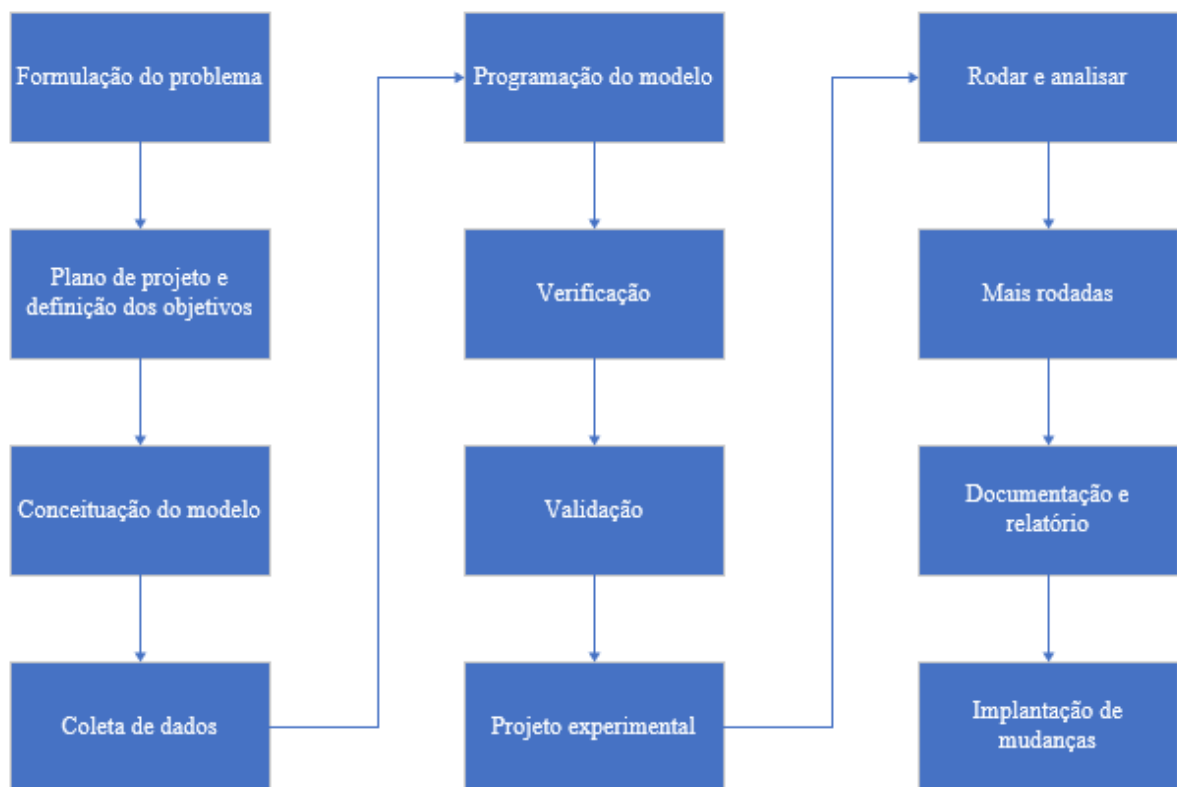 Formulação do problema
Plano de projeto e
definição dos objetivos
Conceituação do modelo
Coleta de dados
Programação do modelo
Verificação
Validação
Projeto experimental
Rodar e analisar
Mais rodadas
Documentação e
relatório
Implantação de
mudanças